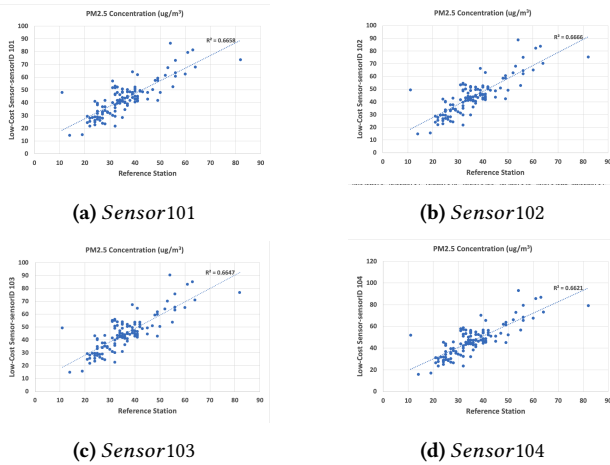 PM2.5 Concentration (ug/m³)
Low-Cost Sensor-sensorID 101
100
90
80
70
60
50
40
30
20
10
0
R² = 0.6658
0 10 20 30 40 50 60 70 80 90
Reference Station
(a) Sensor101
PM2.5 Concentration (ug/m³)
Low-Cost Sensor-sensorID 102
100
90
80
70
60
50
40
30
20
10
0
R² = 0.6666
0 10 20 30 40 50 60 70 80 90
Reference Station
(b) Sensor102
PM2.5 Concentration (ug/m³)
Low-Cost Sensor-sensorID 103
100
90
80
70
60
50
40
30
20
10
0
R² = 0.6647
0 10 20 30 40 50 60 70 80 90
Reference Station
(c) Sensor103
PM2.5 Concentration (ug/m³)
Low-Cost Sensor-sensorID 104
120
100
80
60
40
20
0
R² = 0.6621
0 10 20 30 40 50 60 70 80 90
Reference Station
(d) Sensor104